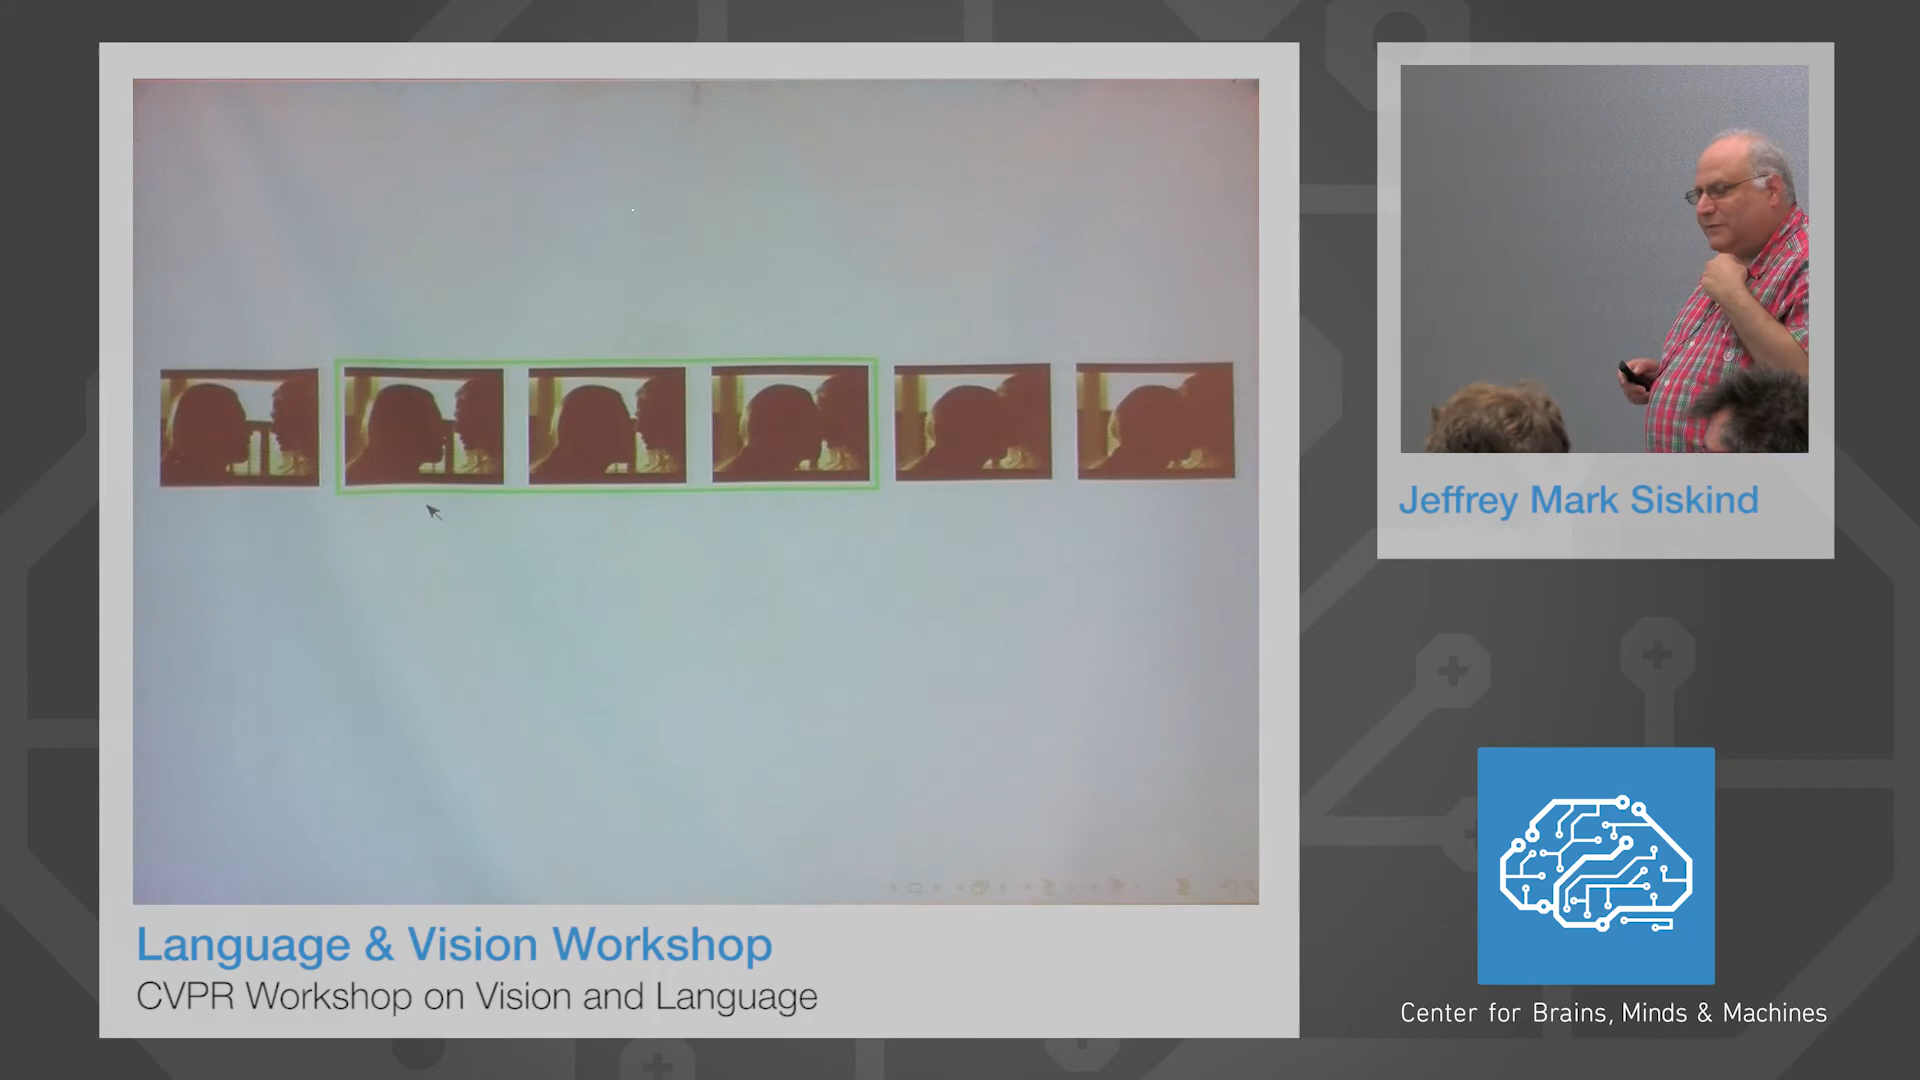 Jeffrey Mark Siskind
Language & Vision Workshop
CVPR Workshop on Vision and Language
Center for Brains, Minds & Machines